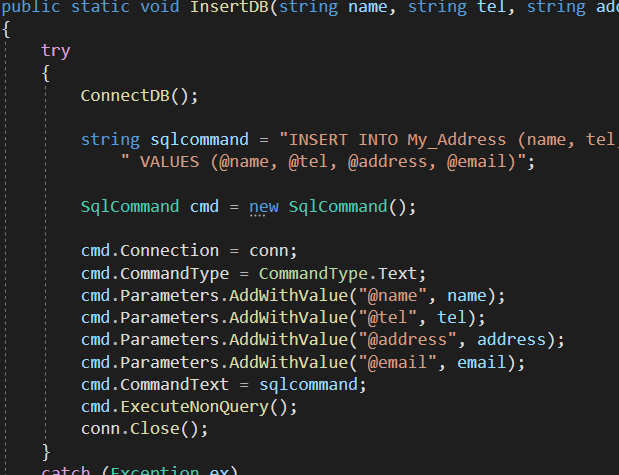 public static void InsertDB(string name, string tel, string add
{
try
{
ConnectDB();
string sqlcommand = "INSERT INTO My_Address (name, tel,
" VALUES (@name, @tel, @address, @email)";
SqlCommand cmd = new SqlCommand();
cmd.Connection = conn;
cmd.CommandType = CommandType.Text;
cmd.Parameters.AddWithValue("@name", name);
cmd.Parameters.AddWithValue("@tel", tel);
cmd.Parameters.AddWithValue("@address", address);
cmd.Parameters.AddWithValue("@email", email);
cmd.CommandText = sqlcommand;
cmd.ExecuteNonQuery();
conn.Close();
}
catch (Exception ex)